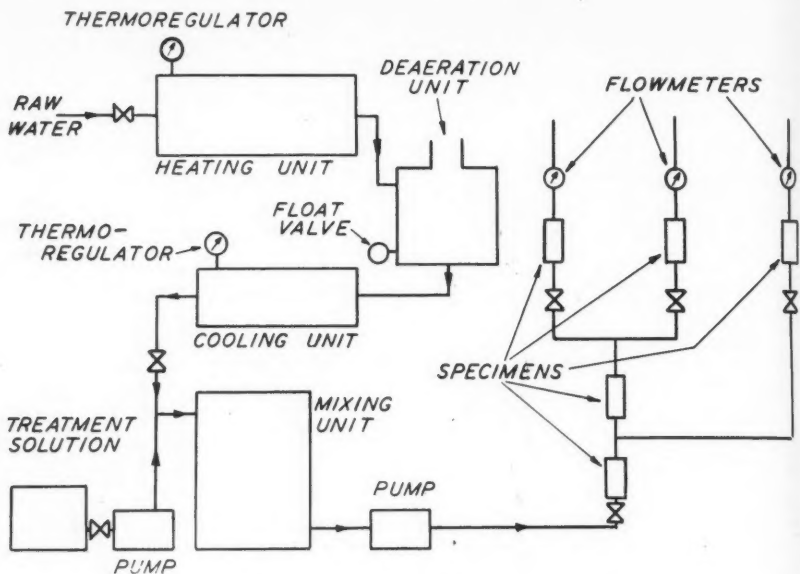 THERMOREGULATOR
DEAERATION
UNIT
FLOWMETERS
RAW
WATER
HEATING UNIT
FLOAT
VALVE
THERMO-
REGULATOR
COOLING UNIT
SPECIMENS
MIXING
UNIT
TREATMENT
SOLUTION
PUMP
PUMP